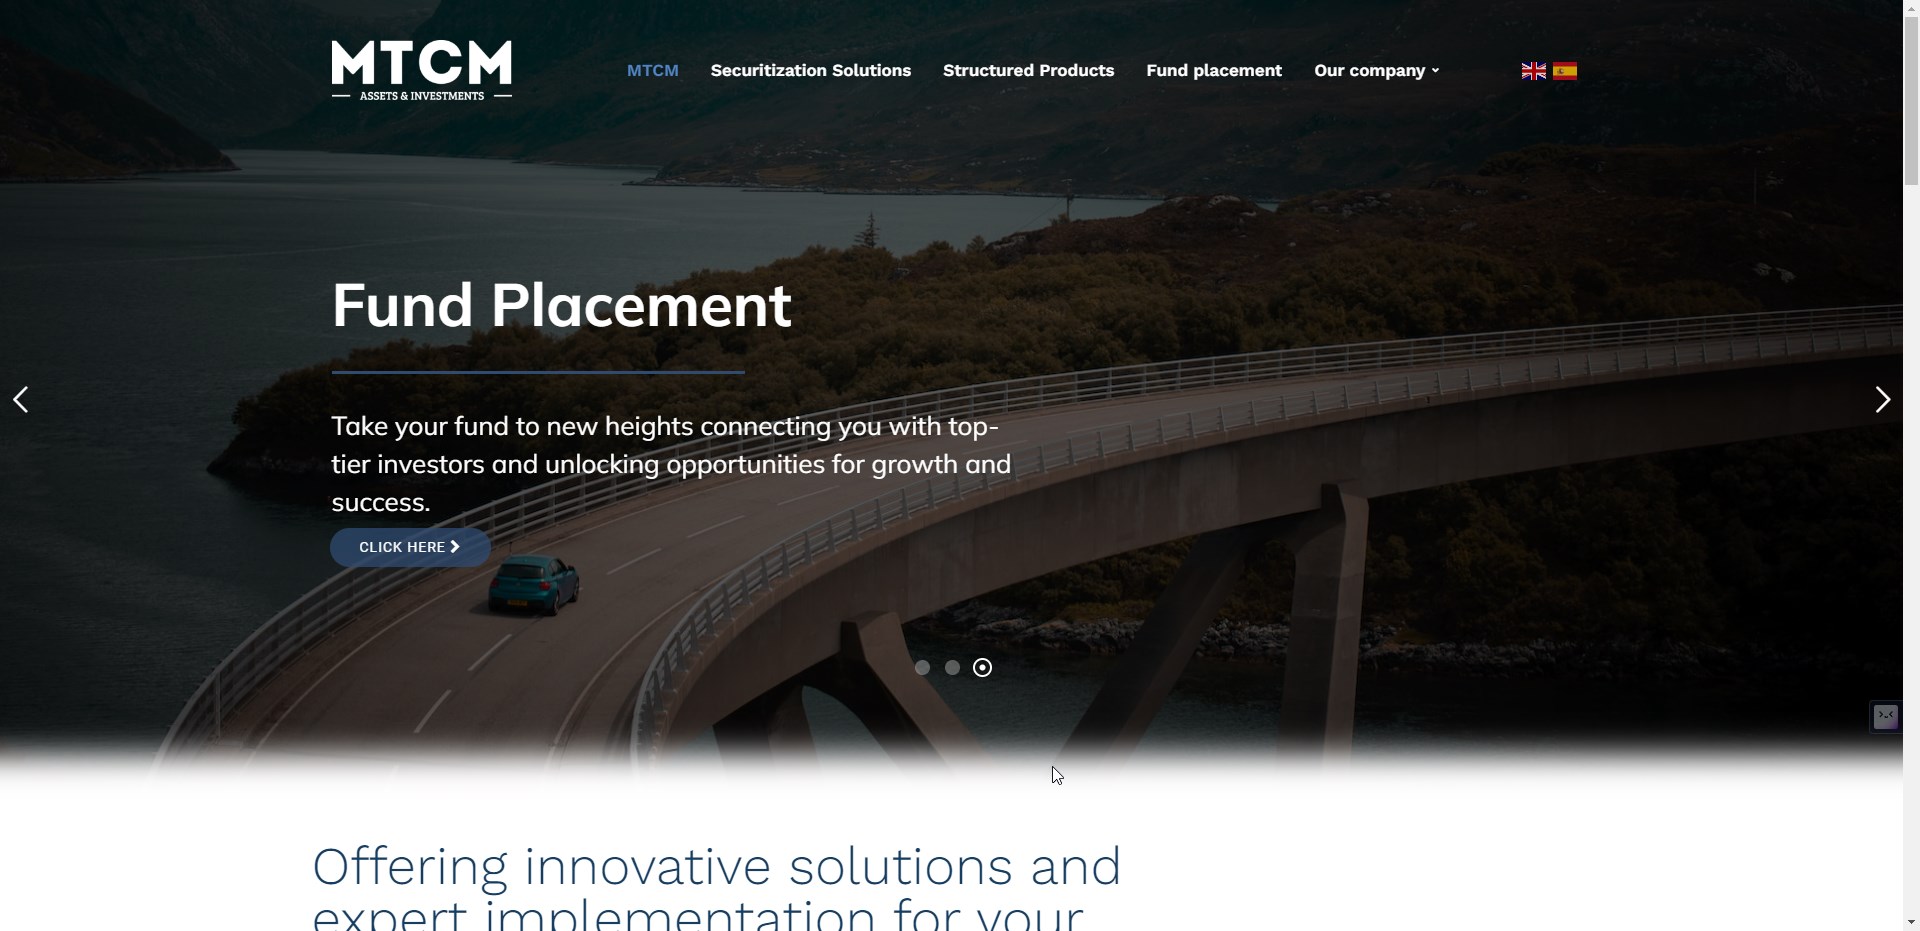 MTCM
ASSETS & INVESTMENTS
MTCM
Securitization Solutions
Structured Products
Fund placement
Our company
Fund Placement
Take your fund to new heights connecting you with top-
tier investors and unlocking opportunities for growth and
success.
CLICK HERE
Offering innovative solutions and
expert implementation for your